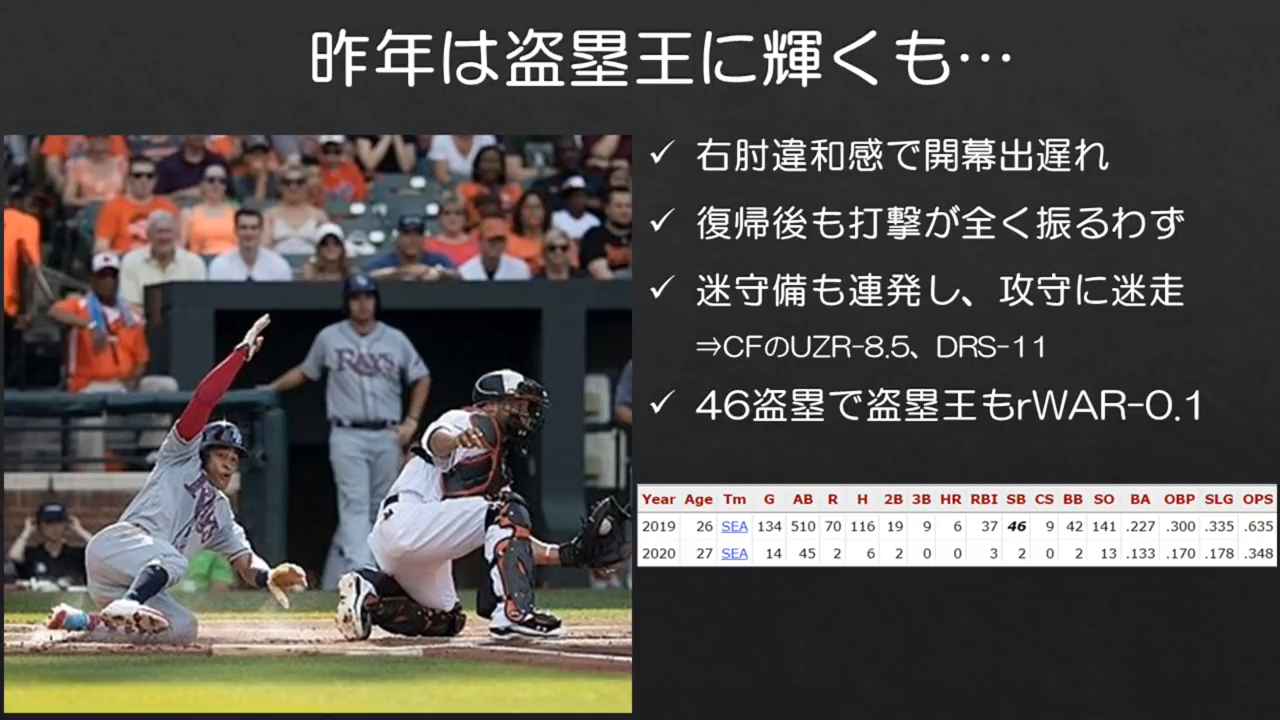 昨年は盗塁王に輝くも…
✓ 右肘違和感で開幕出遅れ
✓ 復帰後も打撃が全く振るわず
✓ 迷守備も連発し、攻守に迷走
⇒CFのUZR-8.5、DRS-11
✓ 46盗塁で盗塁王もrWAR-0.1
RAYS
Year Age Tm G AB R H 2B 3B HR RBI SB CS BB SO BA OBP SLG OPS
2019 26 SEA 134 510 70 116 19 9 6 37 46 9 42 141 .227 .300 .335 .635
2020 27 SEA 14 45 2 6 2 0 0 3 2 0 2 13 .133 .170 .178 .348